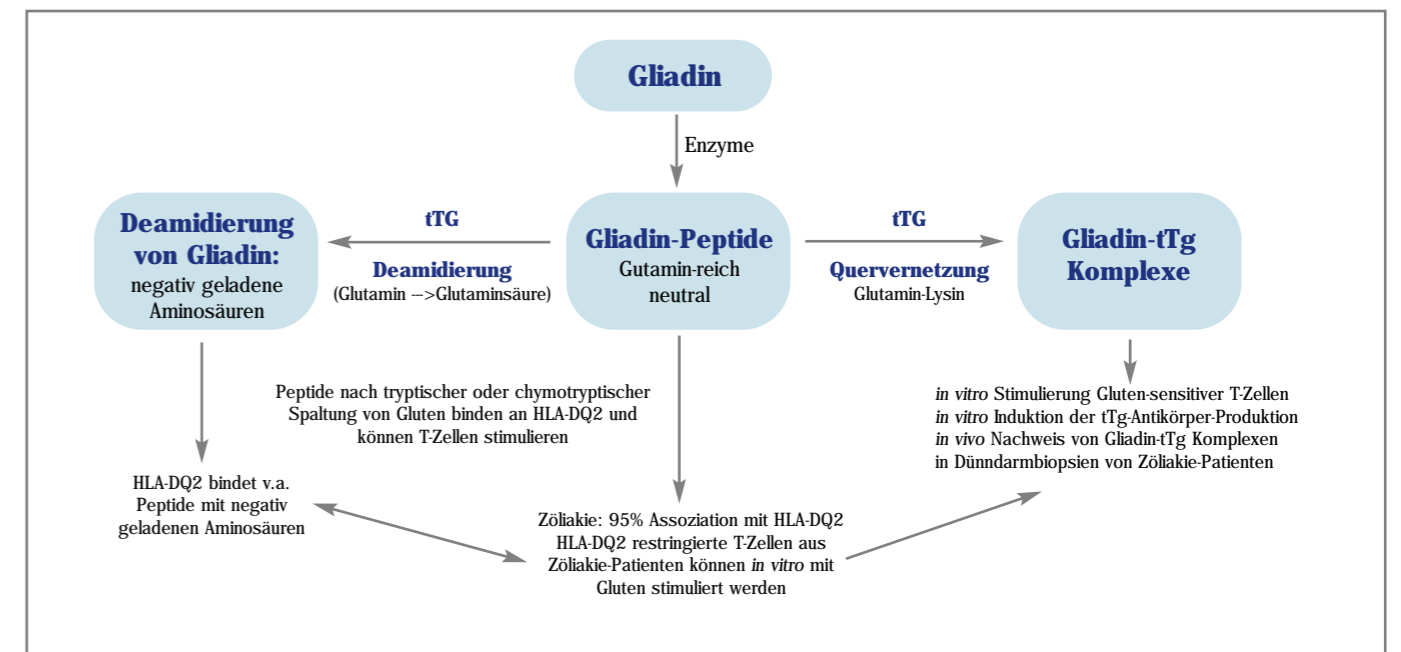 Gliadin
Enzyme
Deamidierung
von Gliadin:
negativ geladene
Aminosäuren
tTG
Deamidierung
(Glutamin --->Glutaminsäure)
Gliadin-Peptide
Gutamin-reich
neutral
tTG
Quervernetzung
Glutamin-Lysin
Gliadin-tTg
Komplexe
Peptide nach tryptischer oder chymotryptischer
Spaltung von Gluten binden an HLA-DQ2 und
können T-Zellen stimulieren
in vitro Stimulierung Gluten-sensitiver T-Zellen
in vitro Induktion der tTg-Antikörper-Produktion
in vivo Nachweis von Gliadin-tTg Komplexen
in Dünndarmbiopsien von Zöliakie-Patienten
HLA-DQ2 bindet v.a.
Peptide mit negativ
geladenen Aminosäuren
Zöliakie: 95% Assoziation mit HLA-DQ2
HLA-DQ2 restringierte T-Zellen aus
Zöliakie-Patienten können in vitro mit
Gluten stimuliert werden